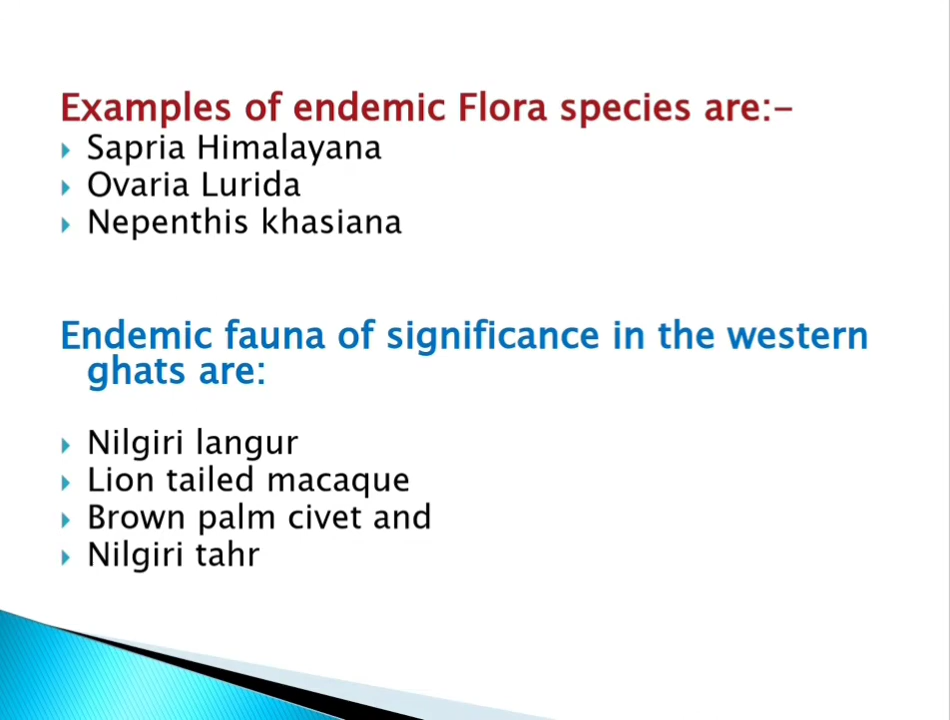 Examples of endemic Flora species are:-
Sapria Himalayana
Ovaria Lurida
Nepenthis khasiana
Endemic fauna of significance in the western
ghats are:
Nilgiri langur
Lion tailed macaque
Brown palm civet and
Nilgiri tahr